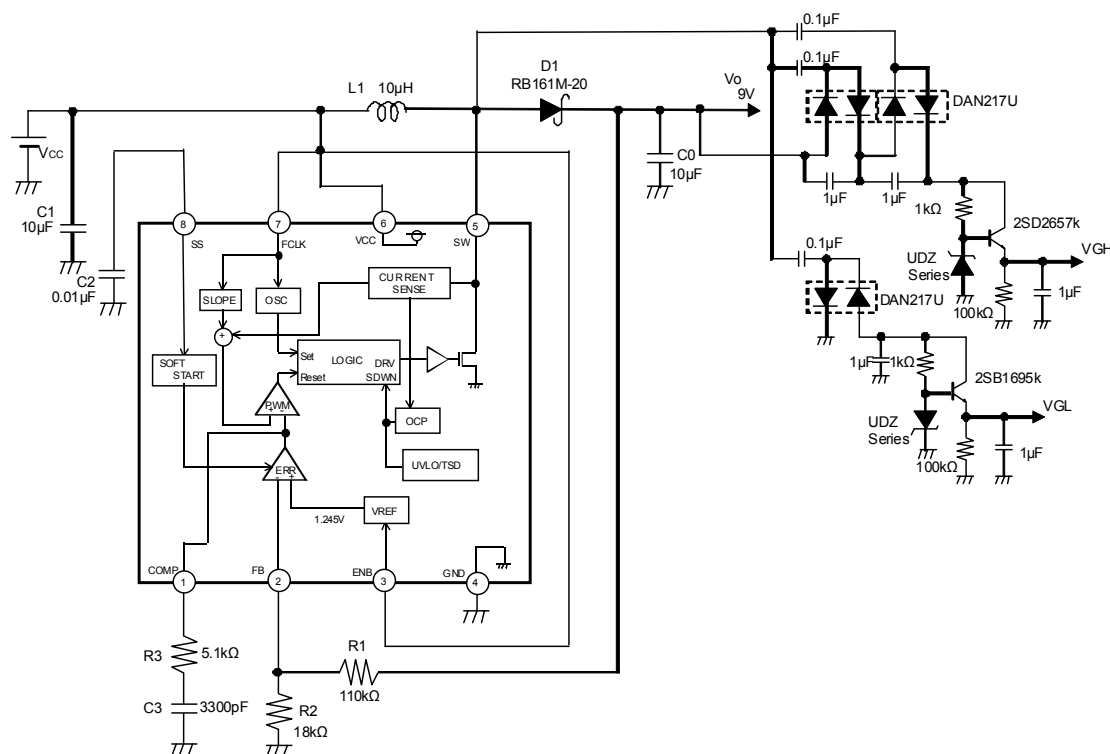 0.1µF
0.1µF
D1
RB161M-20
Vo
9V
L1 10µH
DAN217U
VCC
C0
10µF
1µF
1µF
C1
10µF
8
7
6
5
SS
FCLK
VCC
SW
1kΩ
2SD2657k
C2
0.01µF
0.1µF
UDZ
Series
VGH
SLOPE
OSC
CURRENT
SENSE
DAN217U
100kΩ
1µF
+
SOFT
START
Set
LOGIC
DRV
Reset
SDWN
1µF
1kΩ
2SB1695k
PWM
+
-
OCP
UDZ
Series
VGL
ERR
-
+
UVLO/TSD
100kΩ
1µF
1.245V
VREF
COMP
FB
ENB
GND
1
2
3
4
R3
5.1kΩ
R1
110kΩ
C3
3300pF
R2
18kΩ